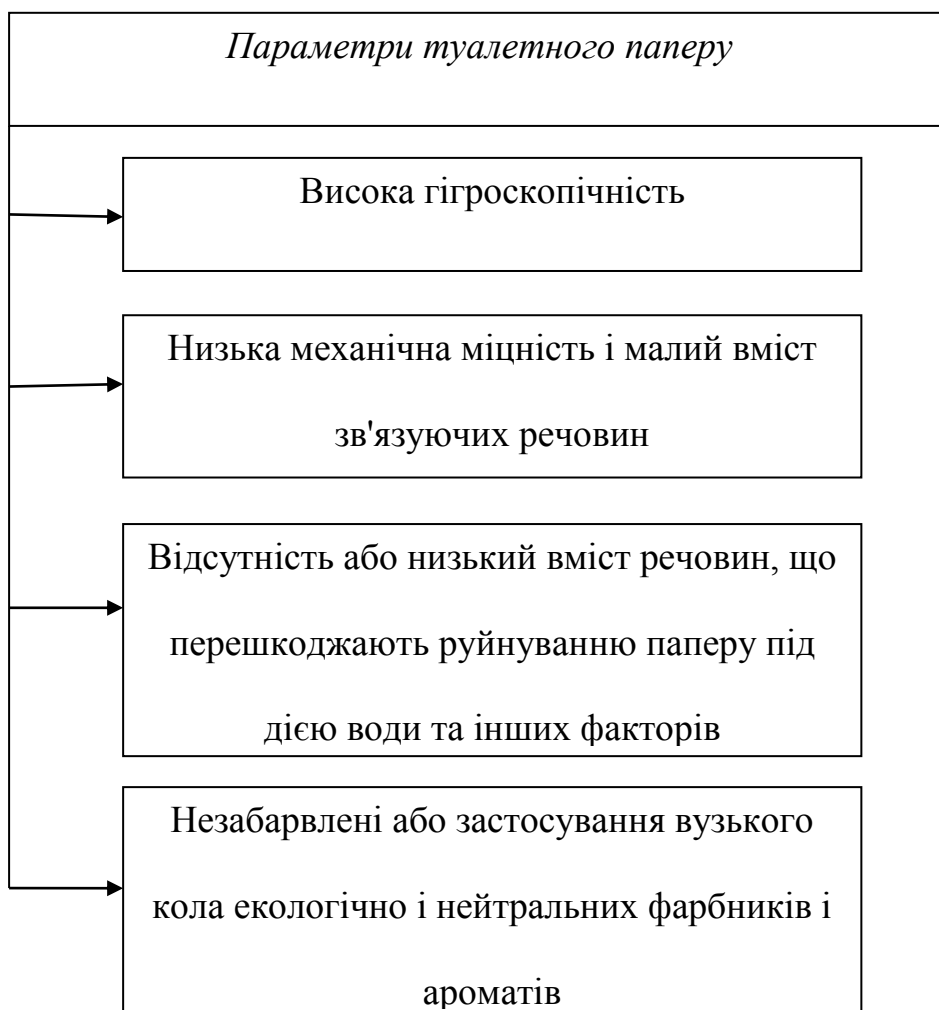 Параметри туалетного паперу
Висока гігроскопічність
Низька механічна міцність і малий вміст
зв'язуючих речовин
Відсутність або низький вміст речовин, що
перешкоджають руйнуванню паперу під
дією води та інших факторів
Незабарвлені або застосування вузького
кола екологічно і нейтральних фарбників і
ароматів